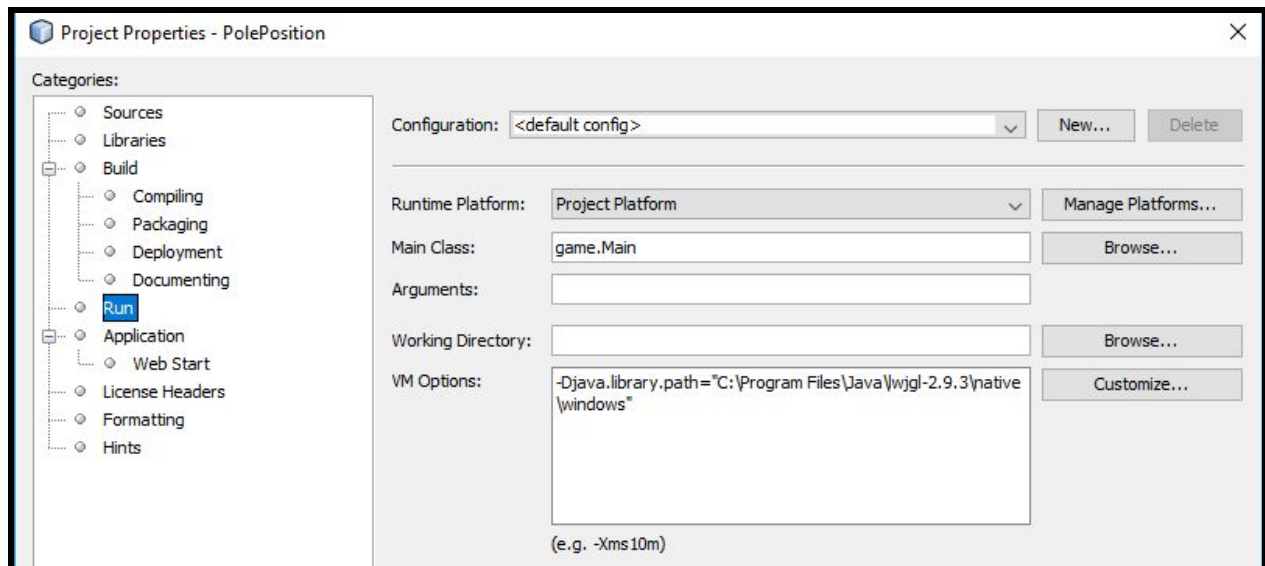 Project Properties - PolePosition
Categories:
Sources
Libraries
Build
Compiling
Packaging
Deployment
Documenting
Run
Application
Web Start
License Headers
Formatting
Hints
Configuration: <default config> New... Delete
Runtime Platform: Project Platform Manage Platforms...
Main Class: game.Main Browse...
Arguments:
Working Directory: Browse...
VM Options: -Djava.library.path="C:\Program Files\Java\lwjgl-2.9.3\native Customize...
\windows"
(e.g. -Xms10m)